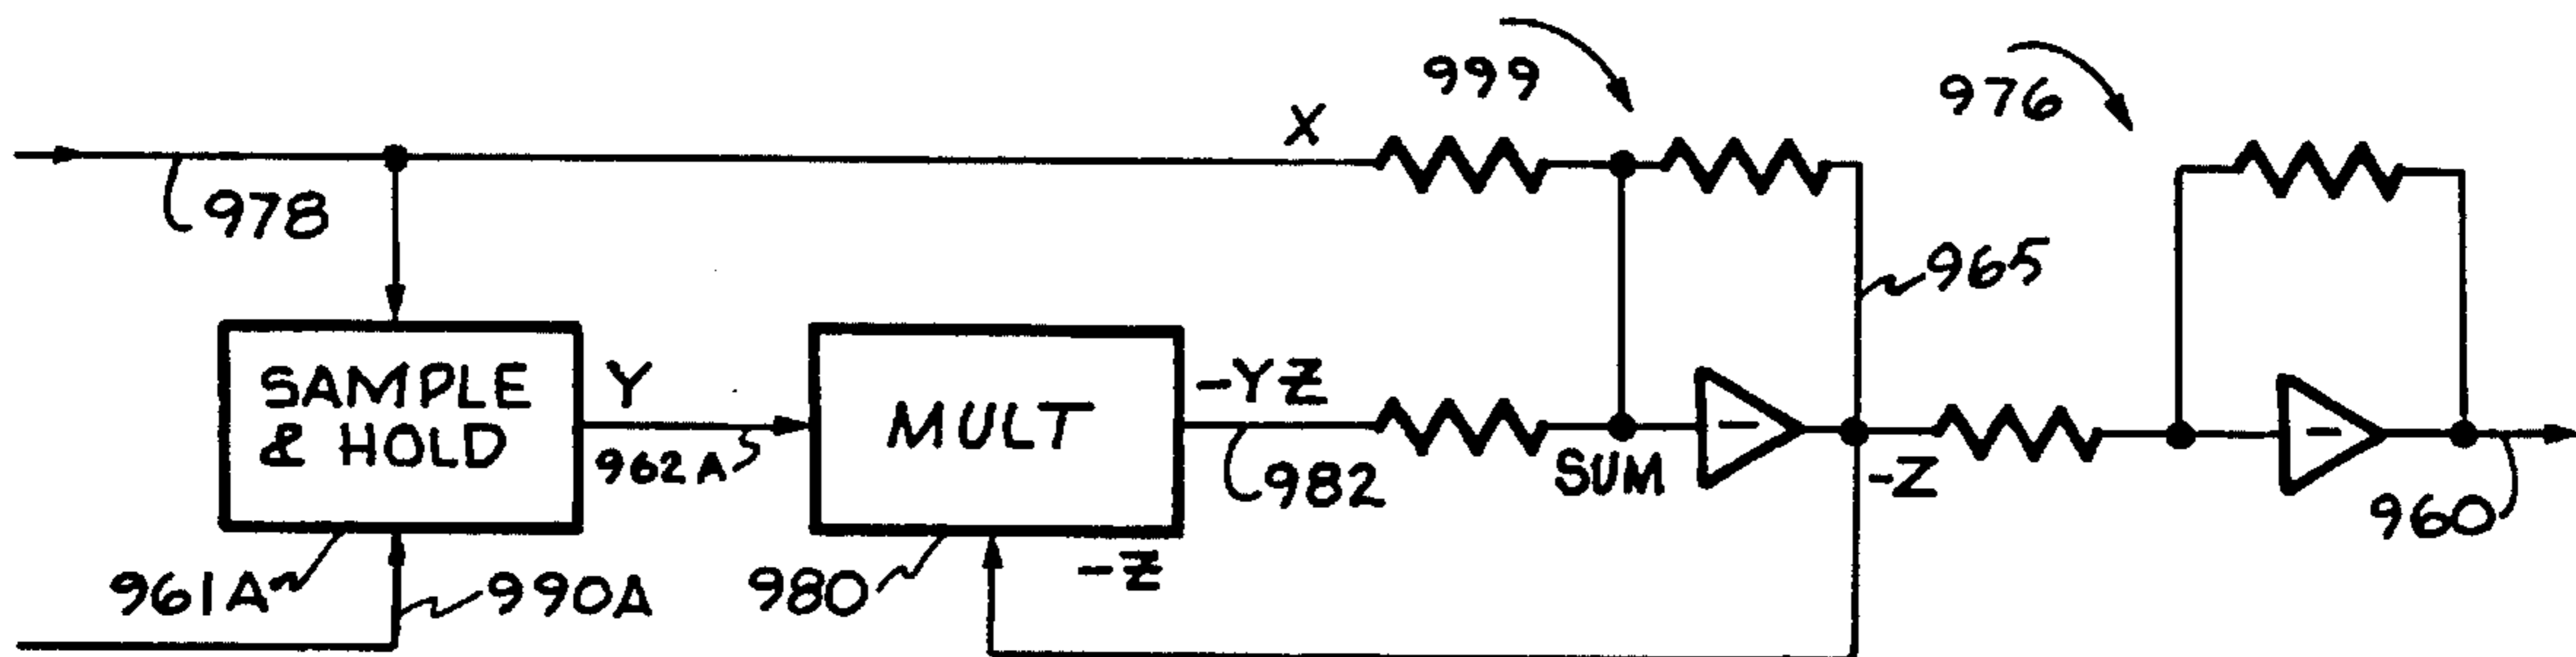 999
976
X
978
965
SAMPLE
& HOLD
Y
962A
MULT
-YZ
982
SUM
-
-Z
-
960
961A
990A
980
-Z